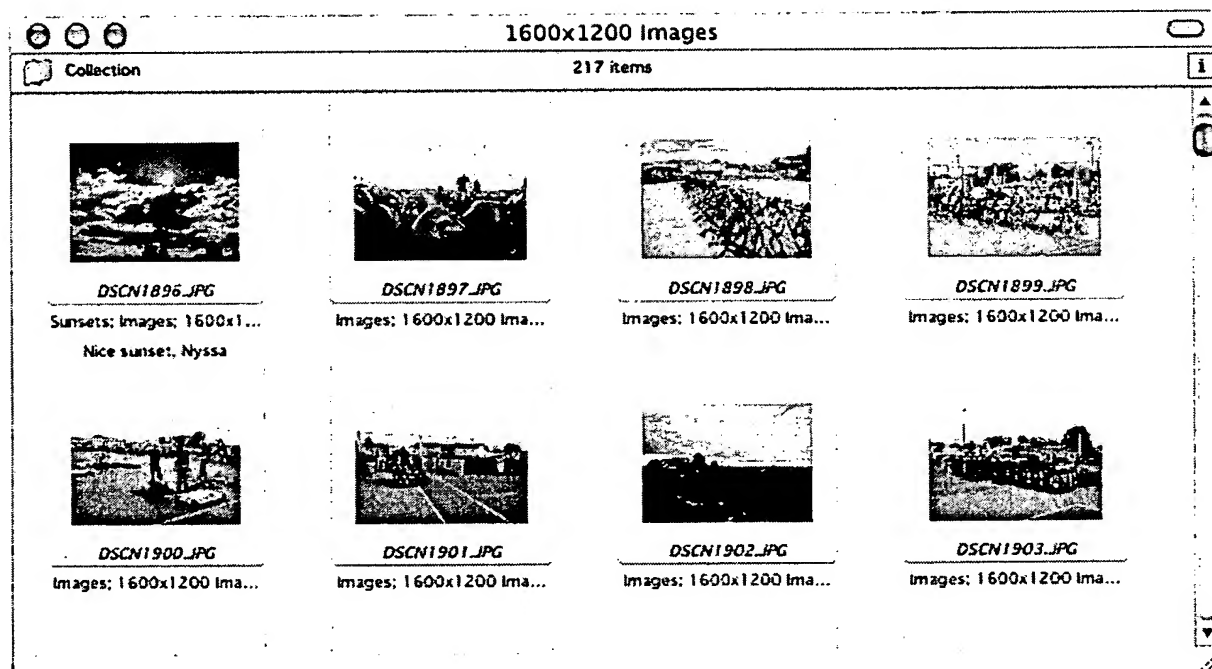 1600x1200 Images
Collection
217 items
i
DSCN1896.JPG
DSCN1897.JPG
DSCN1898.JPG
DSCN1899.JPG
Sunsets; Images; 1600x1...
Images; 1600x1200 Ima...
Images; 1600x1200 Ima...
Images; 1600x1200 Ima...
Nice sunset, Nyssa
DSCN1900.JPG
DSCN1901.JPG
DSCN1902.JPG
DSCN1903.JPG
Images; 1600x1200 Ima...
Images; 1600x1200 Ima...
Images; 1600x1200 Ima...
Images; 1600x1200 Ima...